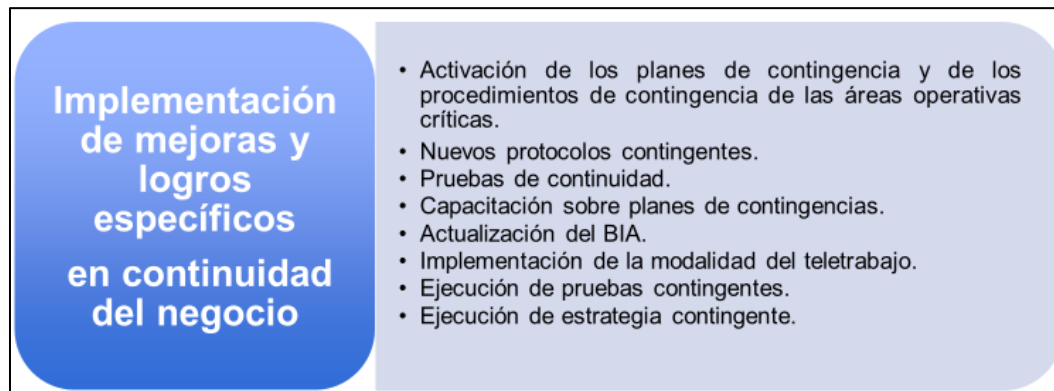 Implementación
de mejoras y
logros
específicos
en continuidad
del negocio
• Activación de los planes de contingencia y de los
procedimientos de contingencia de las áreas operativas
críticas.
• Nuevos protocolos contingentes.
• Pruebas de continuidad.
• Capacitación sobre planes de contingencias.
• Actualización del BIA.
• Implementación de la modalidad del teletrabajo.
• Ejecución de pruebas contingentes.
• Ejecución de estrategia contingente.